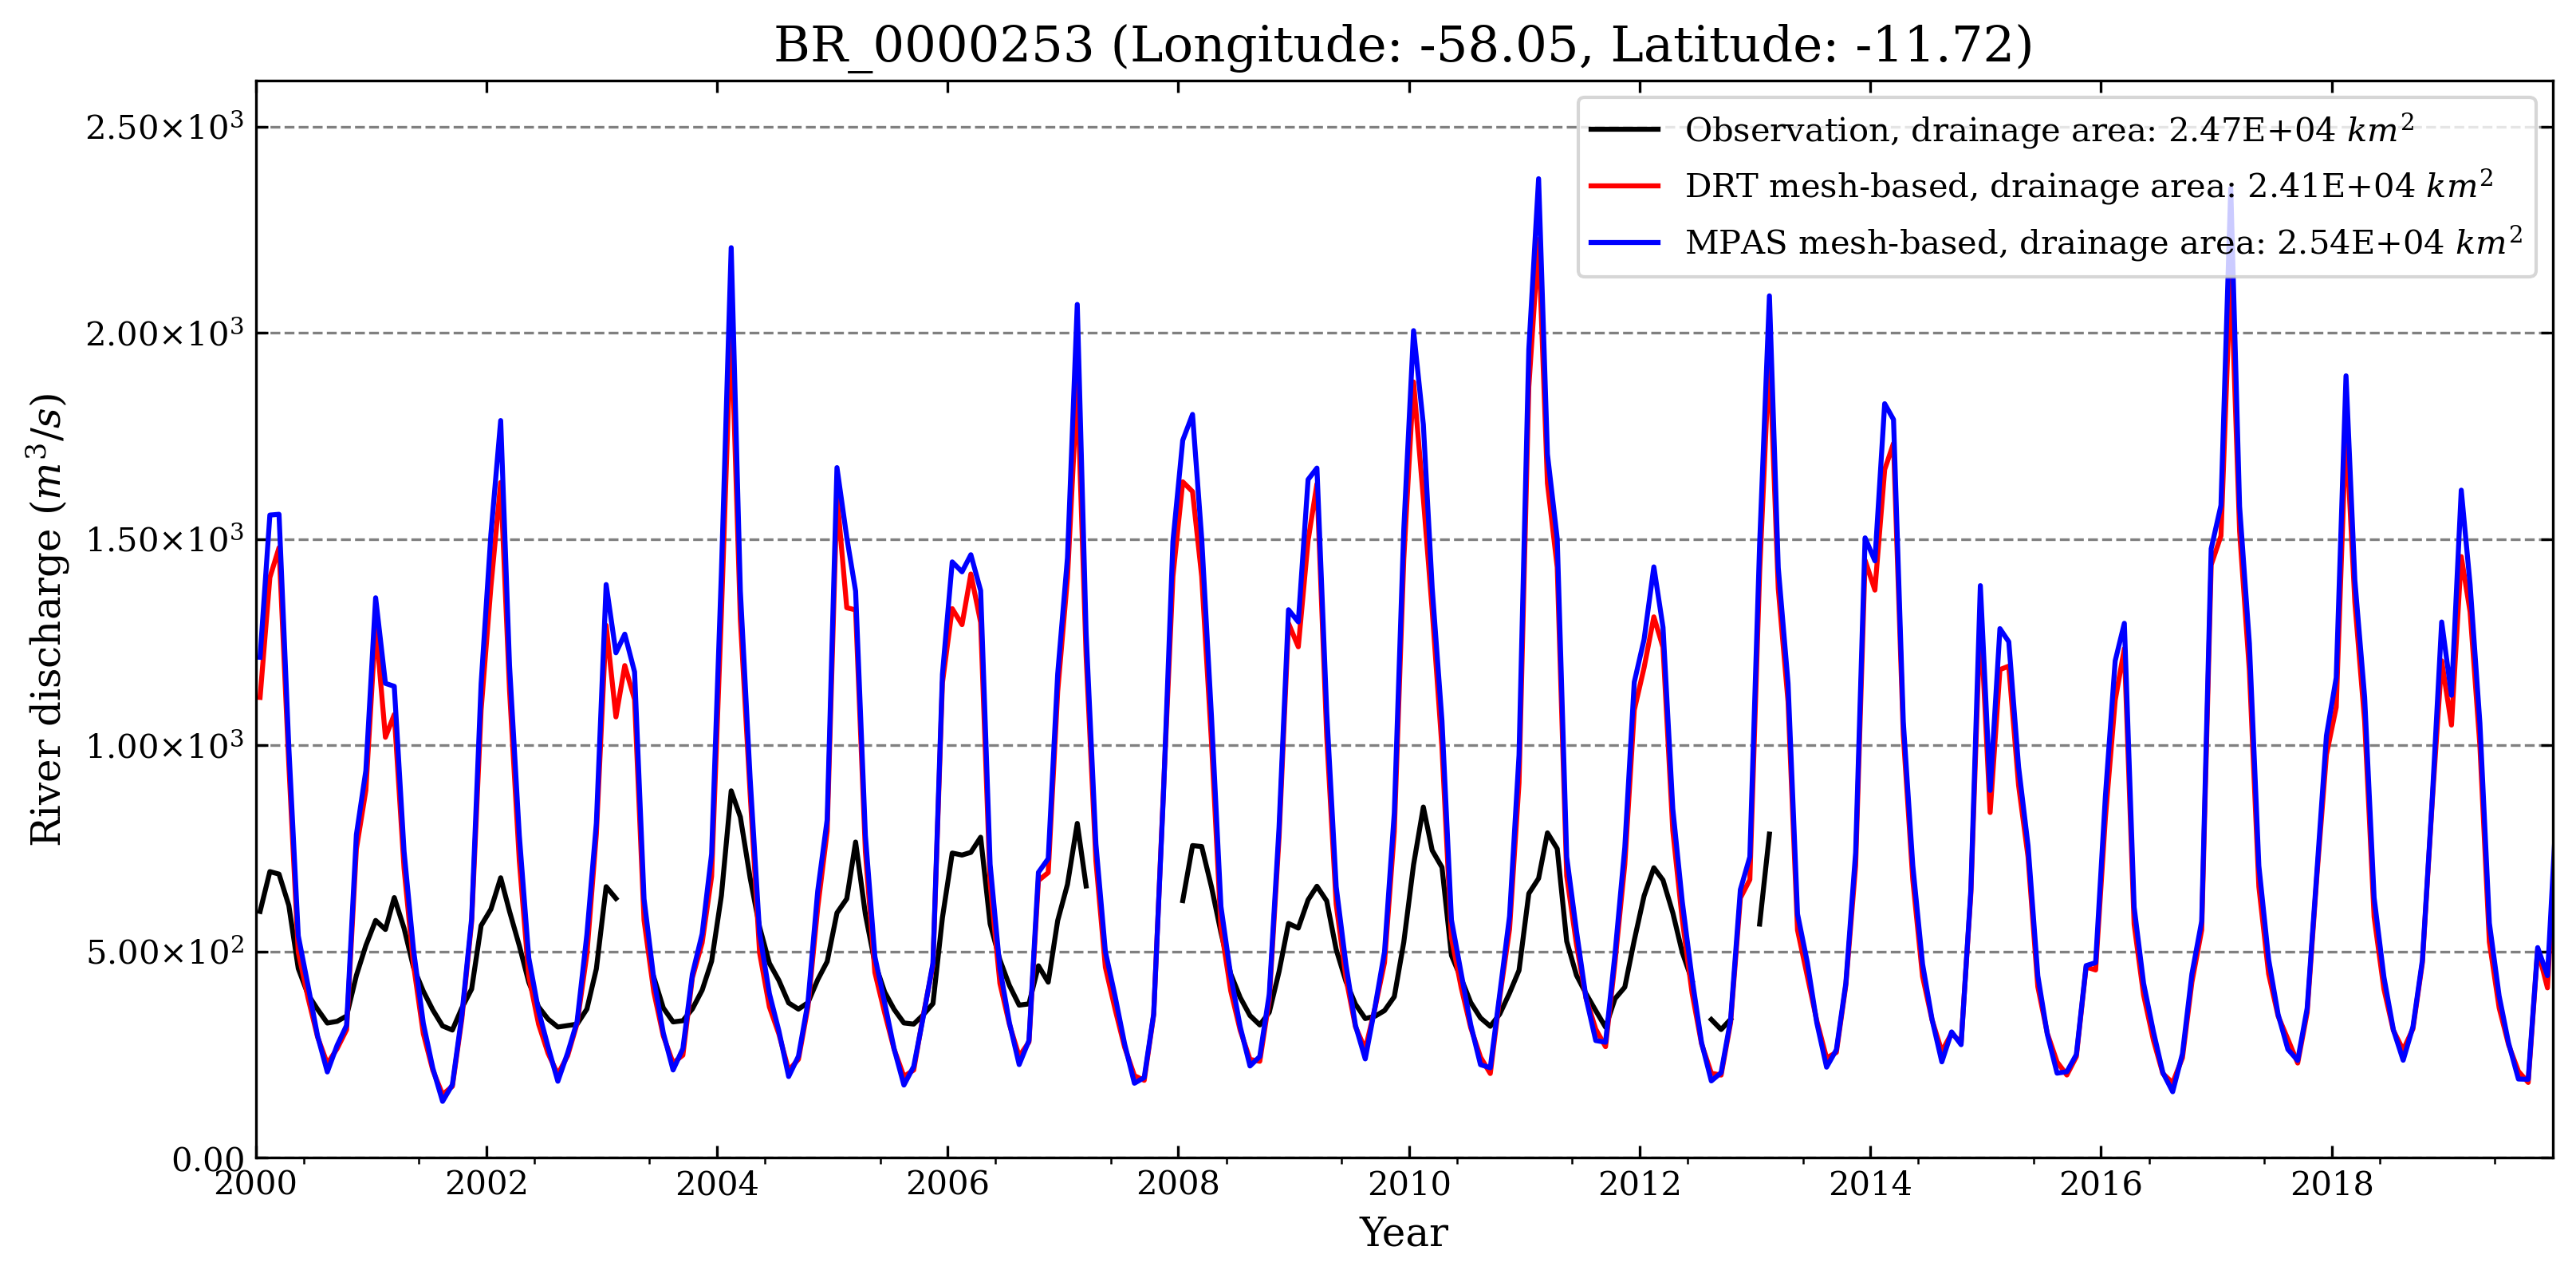 BR_0000253 (Longitude: -58.05, Latitude: -11.72)
River discharge (m³/s)
2.50×10³
2.00×10³
1.50×10³
1.00×10³
5.00×10²
0.00
Observation, drainage area: 2.47E+04 km²
DRT mesh-based, drainage area: 2.41E+04 km²
MPAS mesh-based, drainage area: 2.54E+04 km²
2000 2002 2004 2006 2008 2010 2012 2014 2016 2018
Year